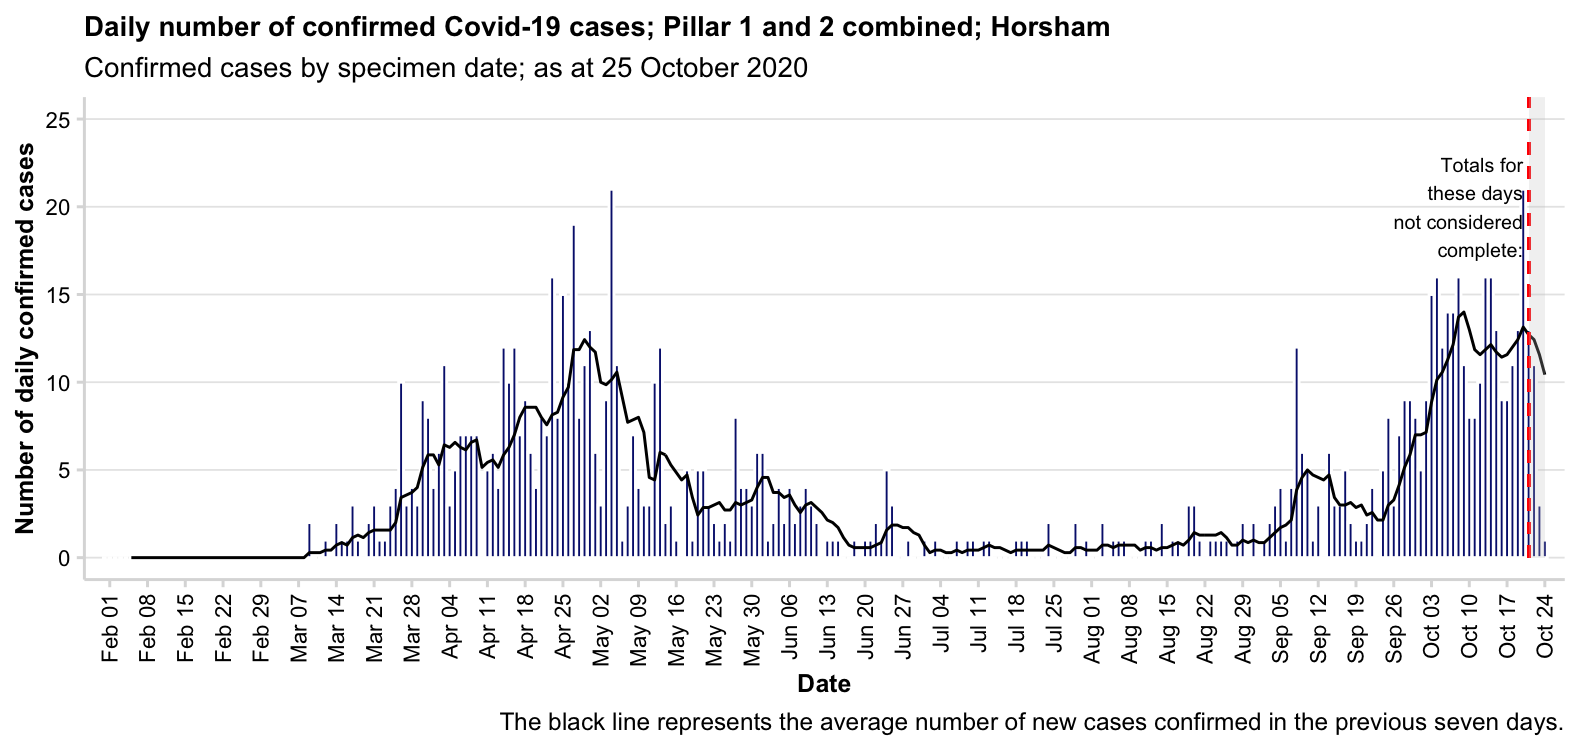 Daily number of confirmed Covid-19 cases; Pillar 1 and 2 combined; Horsham
Confirmed cases by specimen date; as at 25 October 2020
Number of daily confirmed cases
25
20
15
10
5
0
Totals for
these days
not considered
complete:
Feb 01
Feb 08
Feb 15
Feb 22
Feb 29
Mar 07
Mar 14
Mar 21
Mar 28
Apr 04
Apr 11
Apr 18
Apr 25
May 02
May 09
May 16
May 23
May 30
Jun 06
Jun 13
Jun 20
Jun 27
Jul 04
Jul 11
Jul 18
Jul 25
Aug 01
Aug 08
Aug 15
Aug 22
Aug 29
Sep 05
Sep 12
Sep 19
Sep 26
Oct 03
Oct 10
Oct 17
Oct 24
Date
The black line represents the average number of new cases confirmed in the previous seven days.